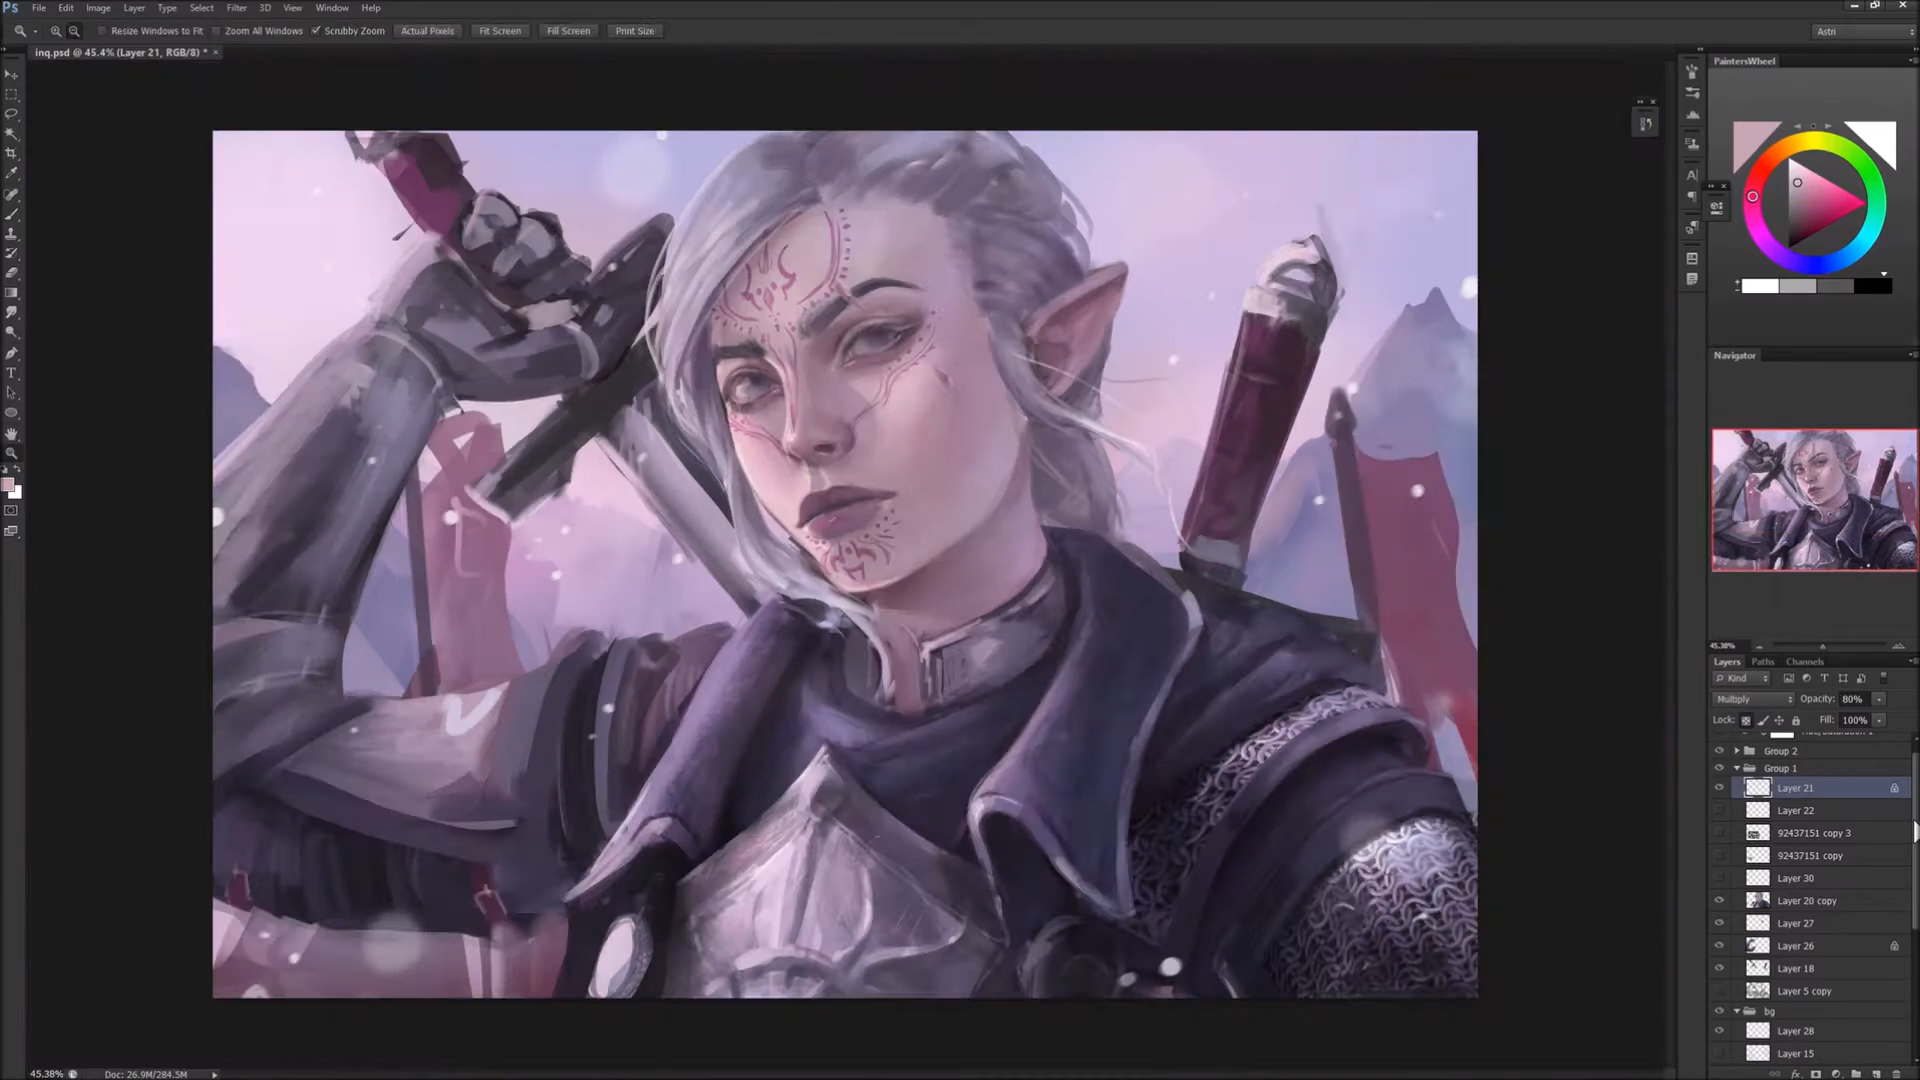 Ps File Edit Image Layer Type Select Filter 3D View Window Help
Resize Windows to Fit Zoom All Windows Scrubby Zoom Actual Pixels Fit Screen Fill Screen Print Size Astri
inq.psd @ 45.4% (Layer 21, RGB/8) * ×
PaintersWheel
Navigator
45.38%
Layers Paths Channels
Kind
Multiply Opacity: 80%
Lock: Fill: 100%
Group 2
Group 1
Layer 21
Layer 22
92437151 copy 3
92437151 copy
Layer 30
Layer 20 copy
Layer 27
Layer 26
Layer 18
Layer 5 copy
bg
Layer 28
Layer 15
45.38% Doc: 26.9M/284.5M